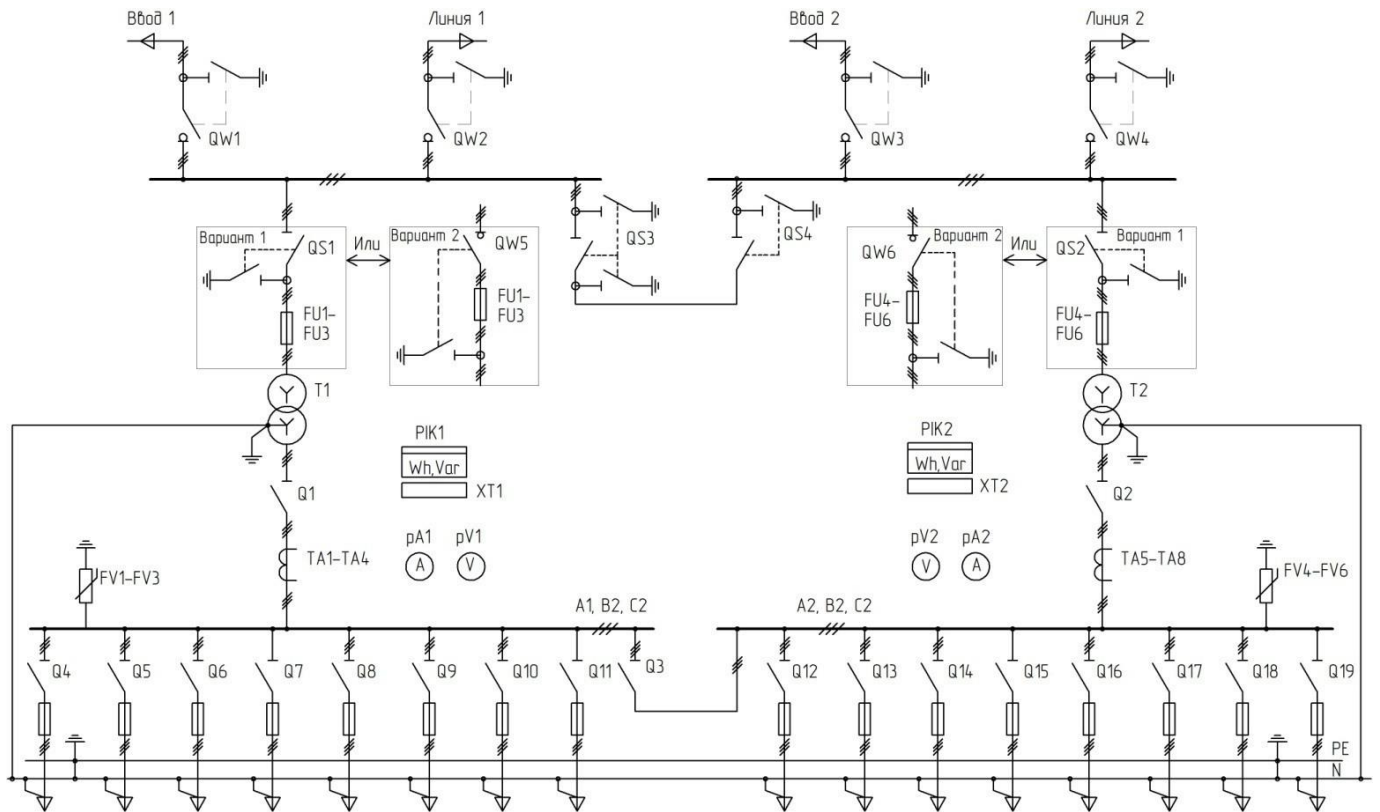 Ввод 1
Линия 1
Ввод 2
Линия 2
QW1
QW2
QW3
QW4
Вариант 1
QS1
Или
Вариант 2
QW5
QS3
QS4
QW6
Вариант 2
Или
QS2
Вариант 1
FU1-
FU3
FU1-
FU3
FU4-
FU6
FU4-
FU6
T1
T2
PIK1
Wh,Var
XT1
PIK2
Wh,Var
XT2
Q1
Q2
pA1
A
pV1
V
pV2
V
pA2
A
TA1-TA4
TA5-TA8
FV1-FV3
FV4-FV6
A1, B2, C2
A2, B2, C2
Q4
Q5
Q6
Q7
Q8
Q9
Q10
Q11
Q3
Q12
Q13
Q14
Q15
Q16
Q17
Q18
Q19
PE
N